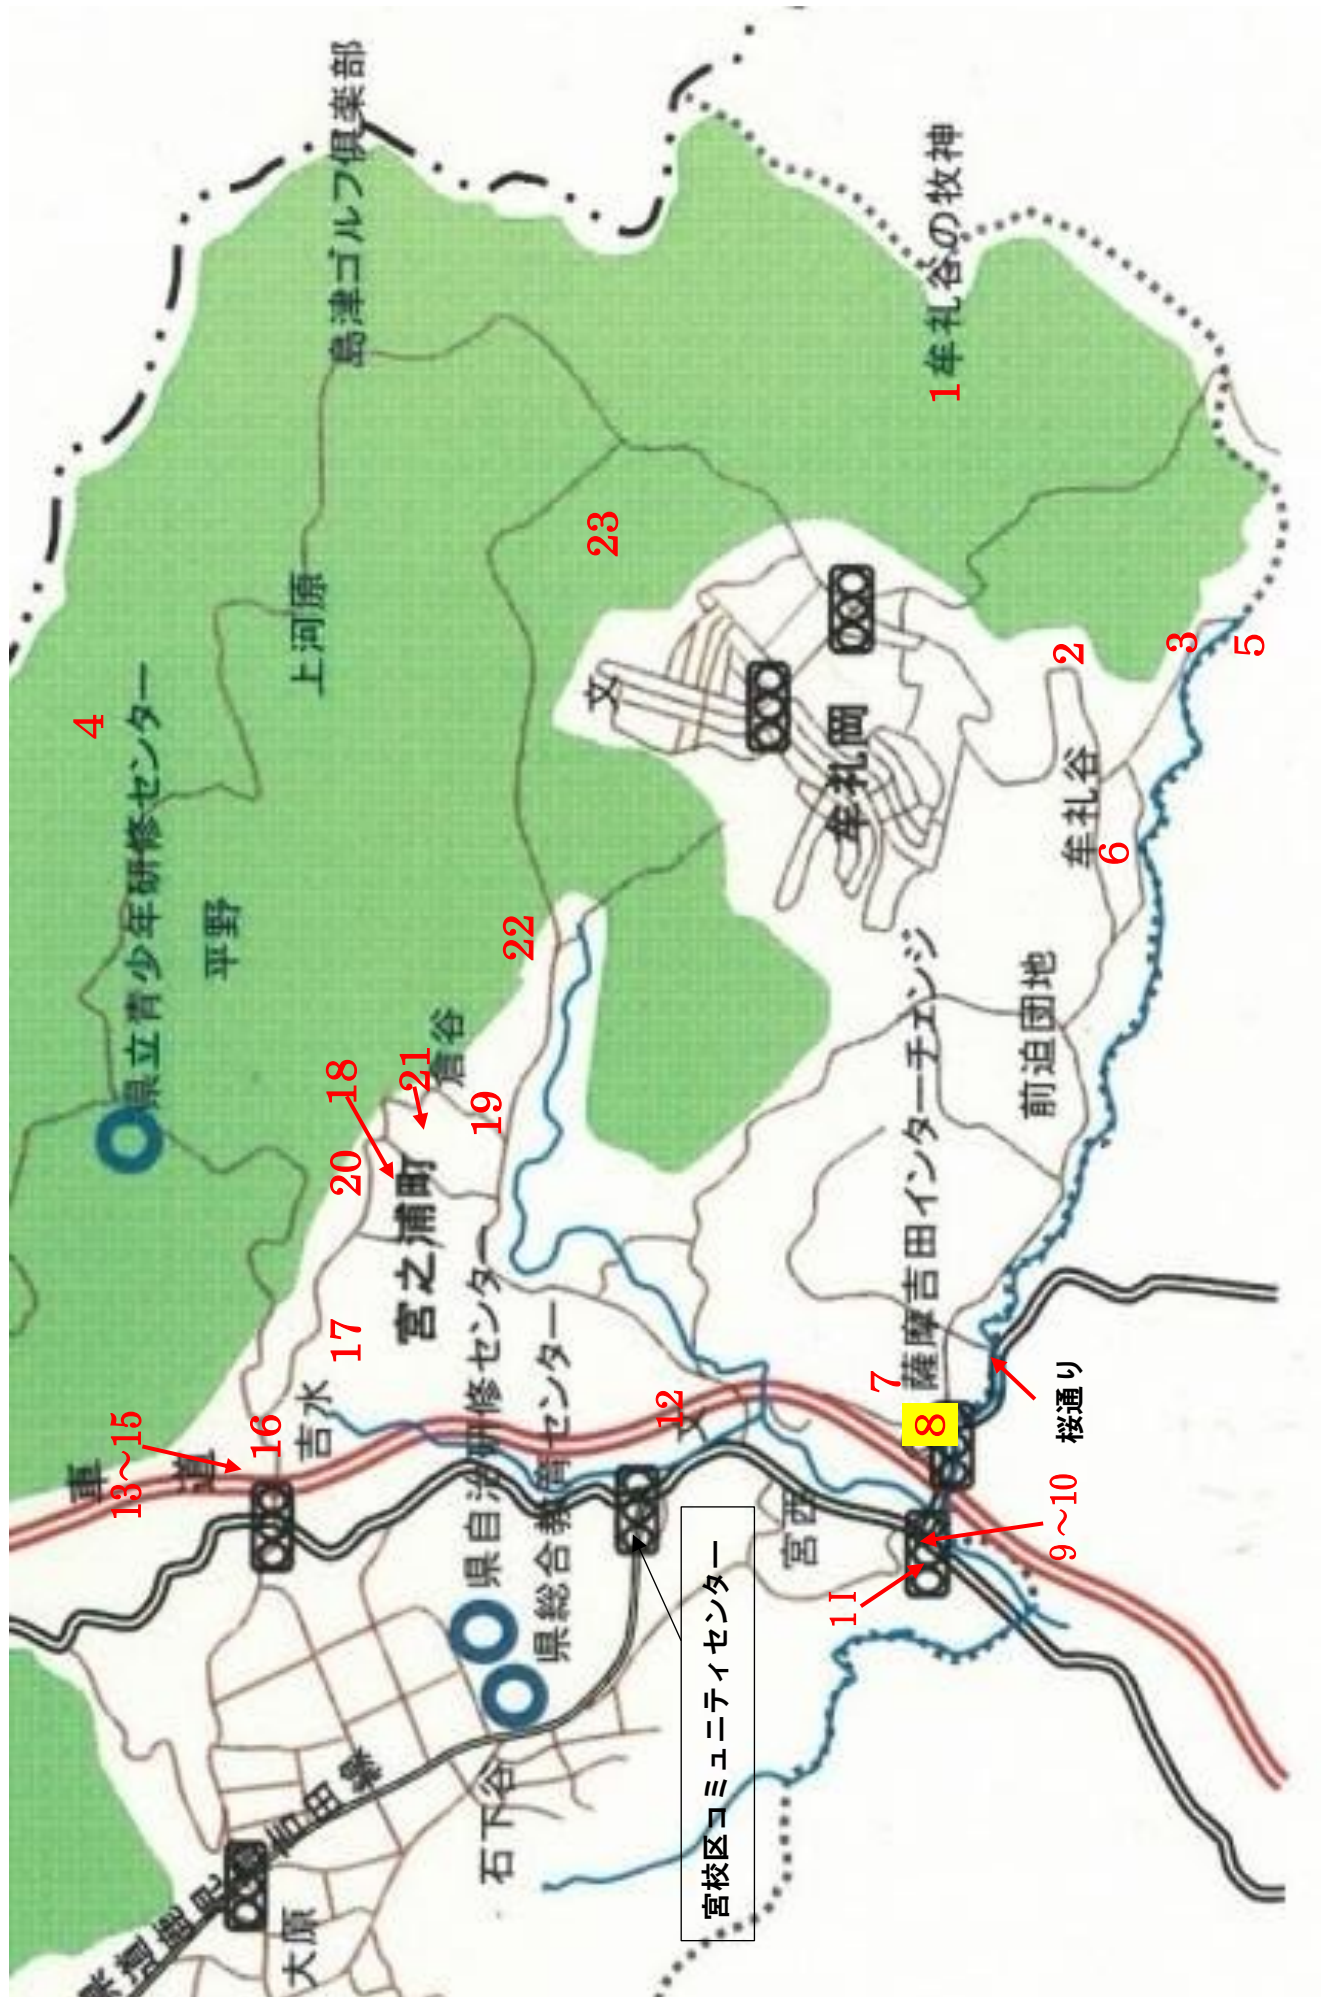 島津ゴルフ倶楽部
1 牟礼谷の牧神
4
県立青少年研修センター
上河原
平野
23
文
牟礼岡
2
3
5
牟礼谷
6
22
倉谷
21
18
19
20
宮之浦町
17
前迫団地
薩摩吉田インターチェンジ
7
8
桜通り
県自治研修センター
県総合教育センター
吉水
文
12
13～15
16
車
道
宮西
9～10
11
宮校区コミュニティセンター
石下谷
大原